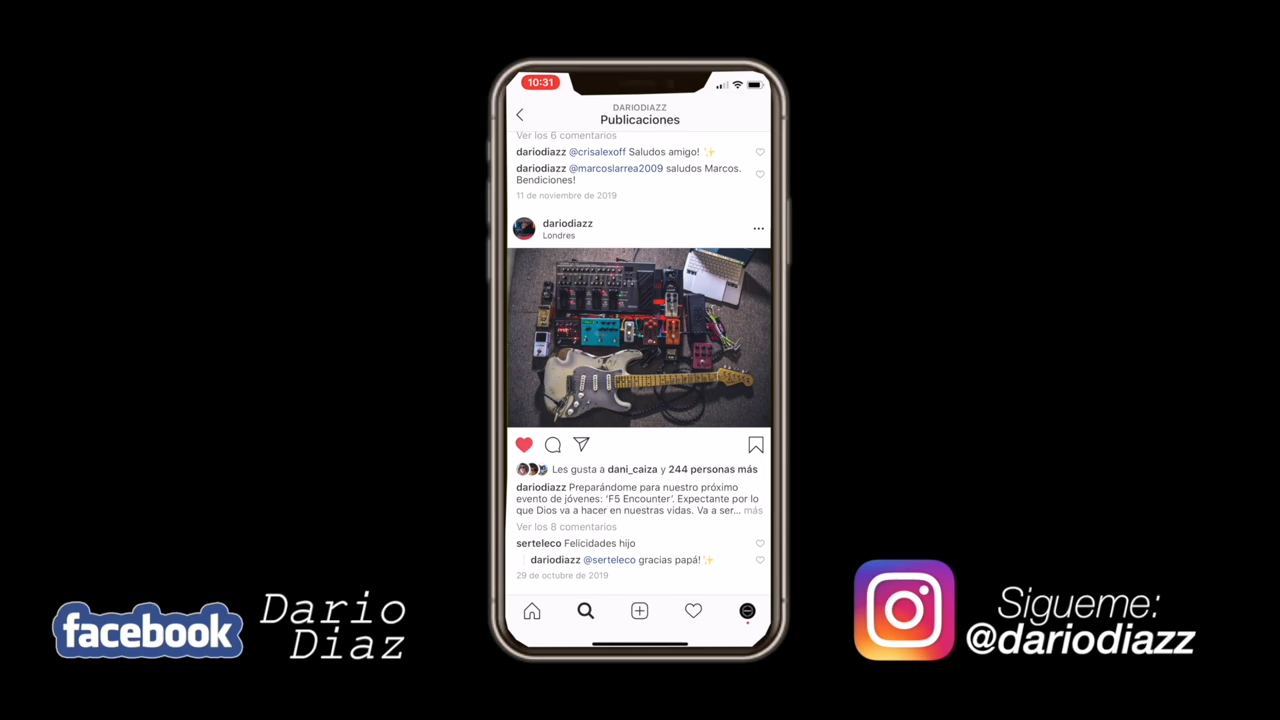 10:31
DARIODIAZZ
Publicaciones
Ver los 6 comentarios
dariodiazz @crisalexoff Saludos amigo! ✨
dariodiazz @marcoslarrea2009 saludos Marcos.
Bendiciones!
11 de noviembre de 2019
dariodiazz
Londres
Les gusta a dani_caiza y 244 personas más
dariodiazz Preparándome para nuestro próximo
evento de jóvenes: ‘F5 Encounter’. Expectante por lo
que Dios va a hacer en nuestras vidas. Va a ser... más
Ver los 8 comentarios
serteleco Felicidades hijo
dariodiazz @serteleco gracias papá! ✨
29 de octubre de 2019
facebook
Dario
Diaz
Sigueme:
@dariodiazz